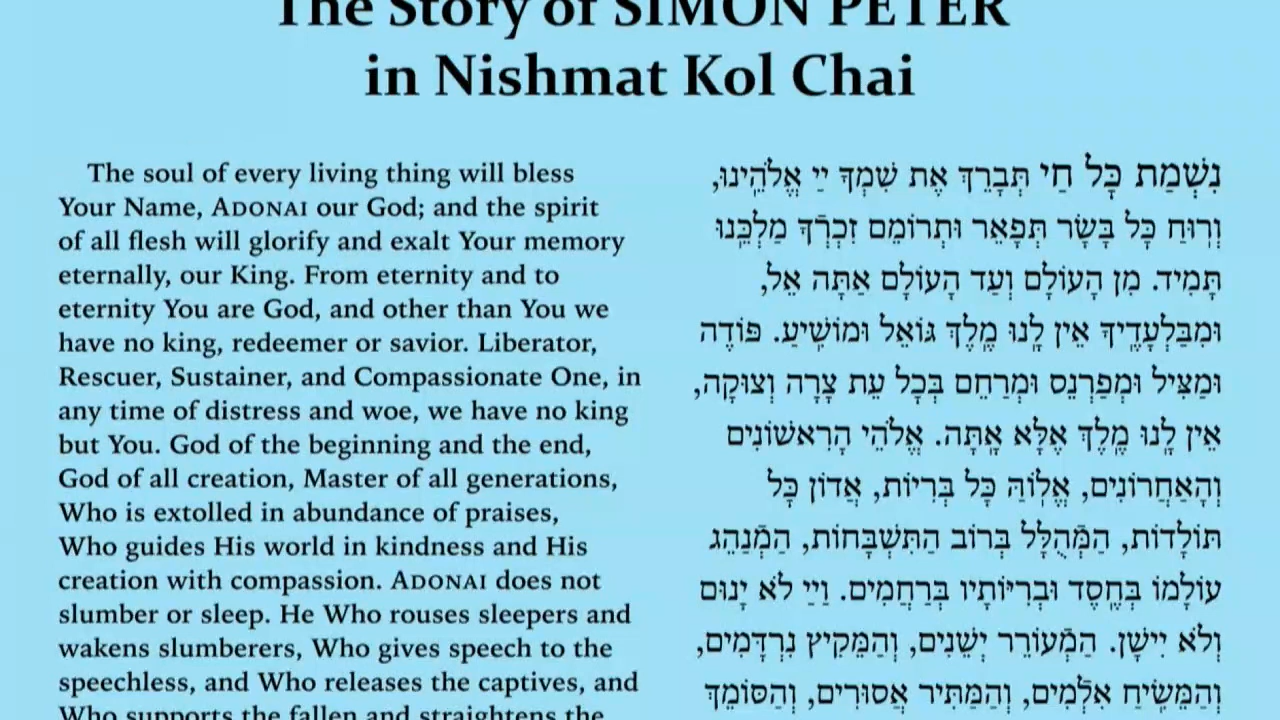 The Story of SIMON PETER
in Nishmat Kol Chai
The soul of every living thing will bless
Your Name, ADONAI our God; and the spirit
of all flesh will glorify and exalt Your memory
eternally, our King. From eternity and to
eternity You are God, and other than You we
have no king, redeemer or savior. Liberator,
Rescuer, Sustainer, and Compassionate One, in
any time of distress and woe, we have no king
but You. God of the beginning and the end,
God of all creation, Master of all generations,
Who is extolled in abundance of praises,
Who guides His world in kindness and His
creation with compassion. ADONAI does not
slumber or sleep. He Who rouses sleepers and
wakens slumberers, Who gives speech to the
speechless, and Who releases the captives, and
Who supports the fallen and straightens the
נִשְׁמַת כָּל חַי תְּבָרֵךְ אֶת שִׁמְךָ יְיָ אֱלֹהֵינוּ,
וְרוּחַ כָּל בָּשָׂר תְּפָאֵר וּתְרוֹמֵם זִכְרְךָ מַלְכֵּנוּ
תָּמִיד. מִן הָעוֹלָם וְעַד הָעוֹלָם אַתָּה אֵל,
וּמִבַּלְעָדֶיךָ אֵין לָנוּ מֶלֶךְ גּוֹאֵל וּמוֹשִׁיעַ. פּוֹדֶה
וּמַצִּיל וּמְפַרְנֵס וּמְרַחֵם בְּכָל עֵת צָרָה וְצוּקָה,
אֵין לָנוּ מֶלֶךְ אֶלָּא אָתָּה. אֱלֹהֵי הָרִאשׁוֹנִים
וְהָאַחֲרוֹנִים, אֱלוֹהַּ כָּל בְּרִיּוֹת, אֲדוֹן כָּל
תּוֹלָדוֹת, הַמְּהֻלָּל בְּרוֹב הַתִּשְׁבָּחוֹת, הַמְּנַהֵג
עוֹלָמוֹ בְּחֶסֶד וּבְרִיּוֹתָיו בְּרַחֲמִים. וַיְיָ לֹא יָנוּם
וְלֹא יִישָׁן. הַמְּעוֹרֵר יְשֵׁנִים, וְהַמֵּקִיץ נִרְדָּמִים,
וְהַמֵּשִׂיחַ אִלְּמִים, וְהַמַּתִּיר אֲסוּרִים, וְהַסּוֹמֵךְ